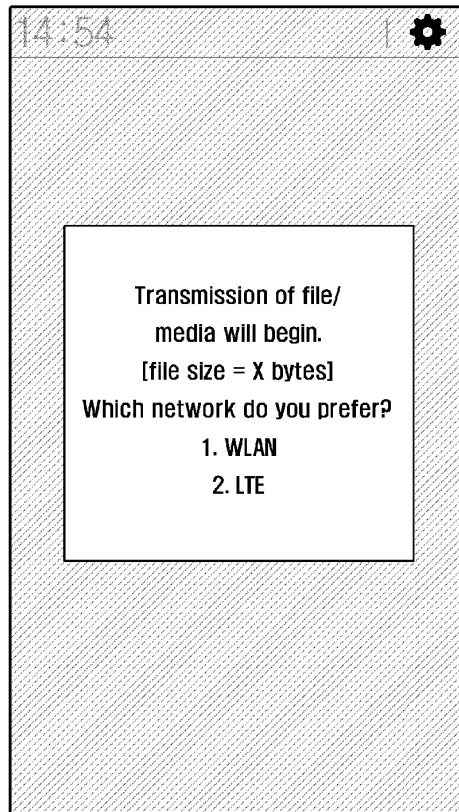 14:54
Transmission of file/
media will begin.
[file size = X bytes]
Which network do you prefer?
1. WLAN
2. LTE